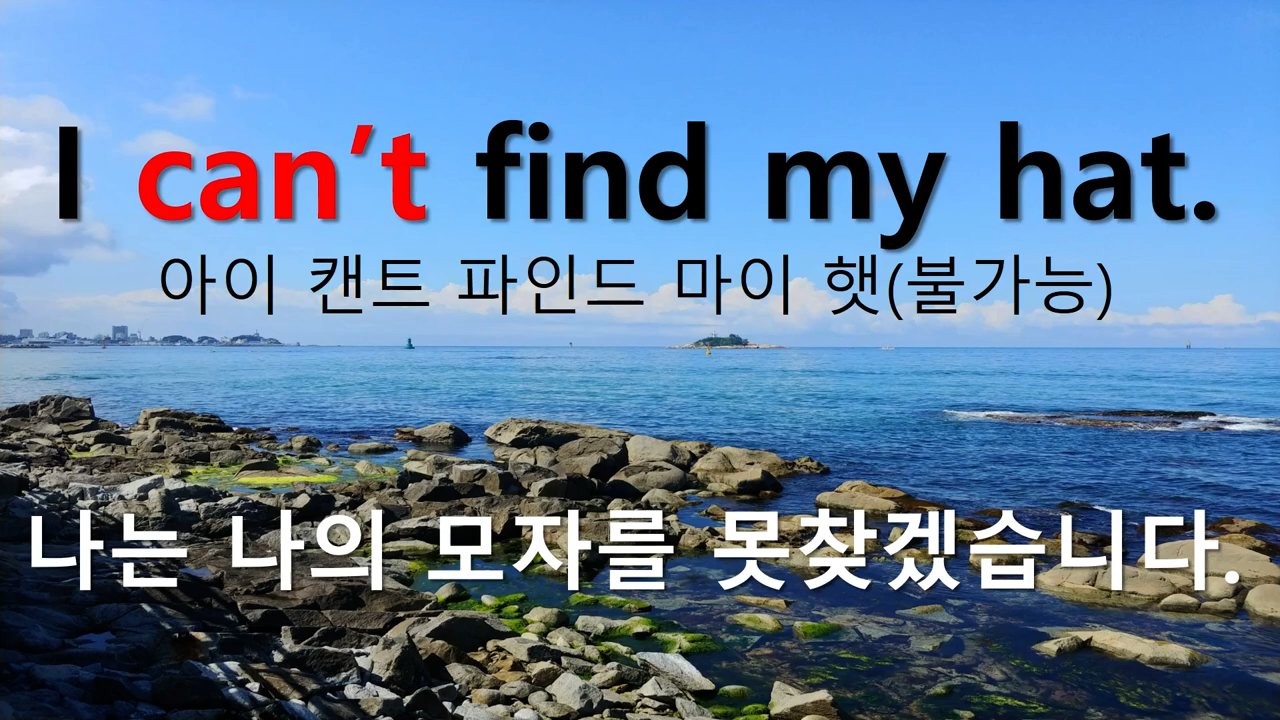 I can’t find my hat.
아이 캔트 파인드 마이 햇(불가능)
나는 나의 모자를 못찾겠습니다.